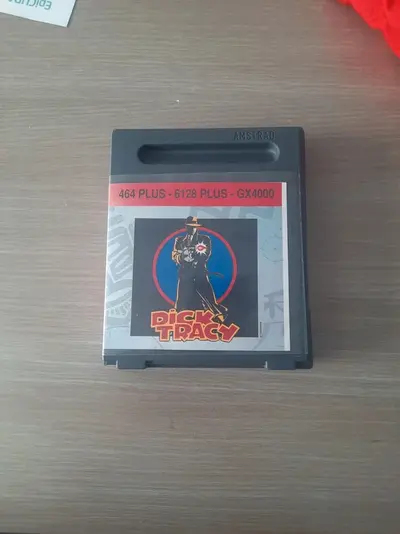 AMSTRAD
464 PLUS - 6128 PLUS - GX4000
DICK
TRACY